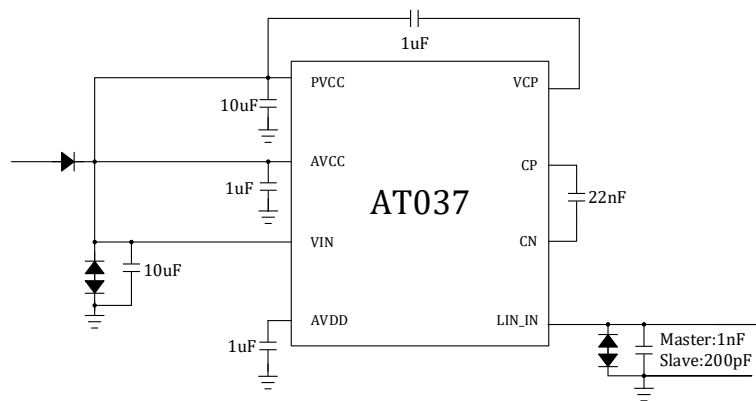 1uF
PVCC
VCP
10uF
AVCC
CP
1uF
AT037
22nF
VIN
CN
10uF
AVDD
LIN_IN
1uF
Master:1nF
Slave:200pF